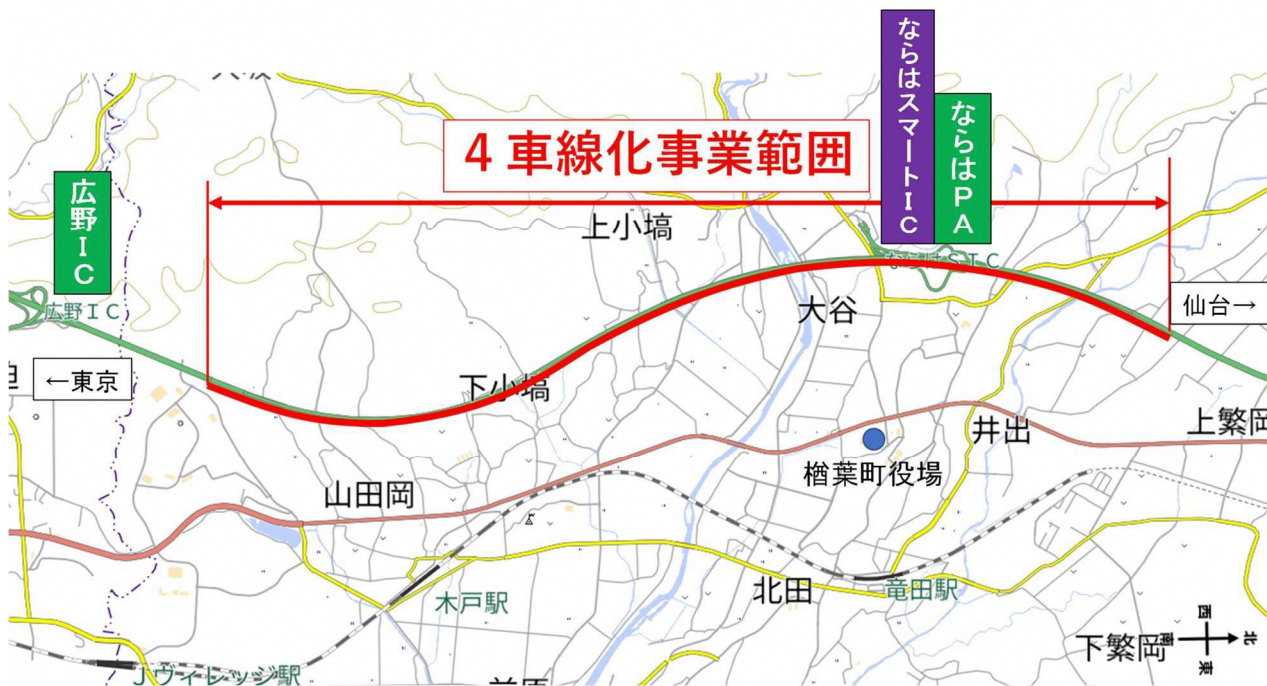 ならはスマートIC
ならはPA
4車線化事業範囲
広野IC
上小塙
ならはSIC
広野IC
大谷
仙台→
←東京
下小塙
井出
上繁岡
楢葉町役場
山田岡
木戸駅
北田
竜田駅
Jヴィレッジ駅
下繁岡
西
南
北
東